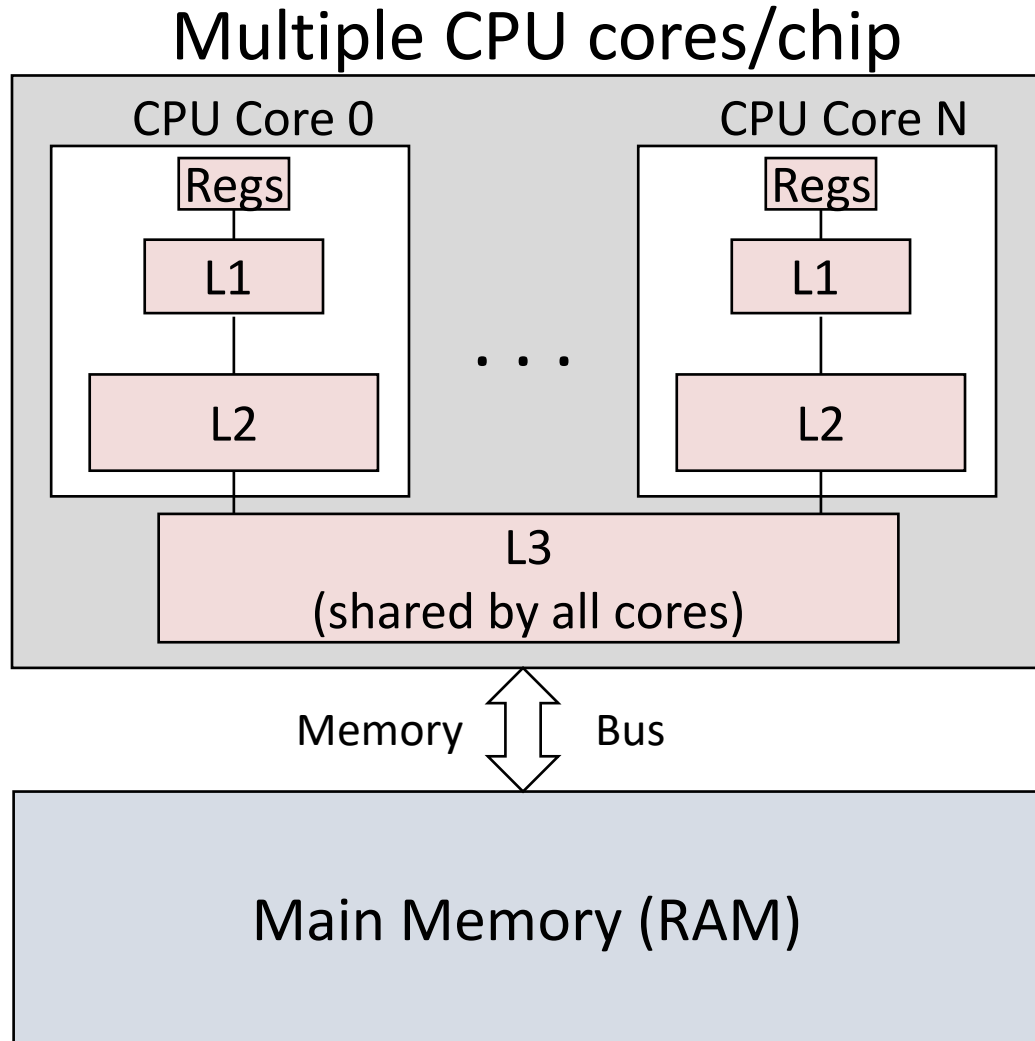 Multiple CPU cores/chip
CPU Core 0
CPU Core N
Regs
Regs
L1
L1
. . .
L2
L2
L3
(shared by all cores)
Memory Bus
Main Memory (RAM)